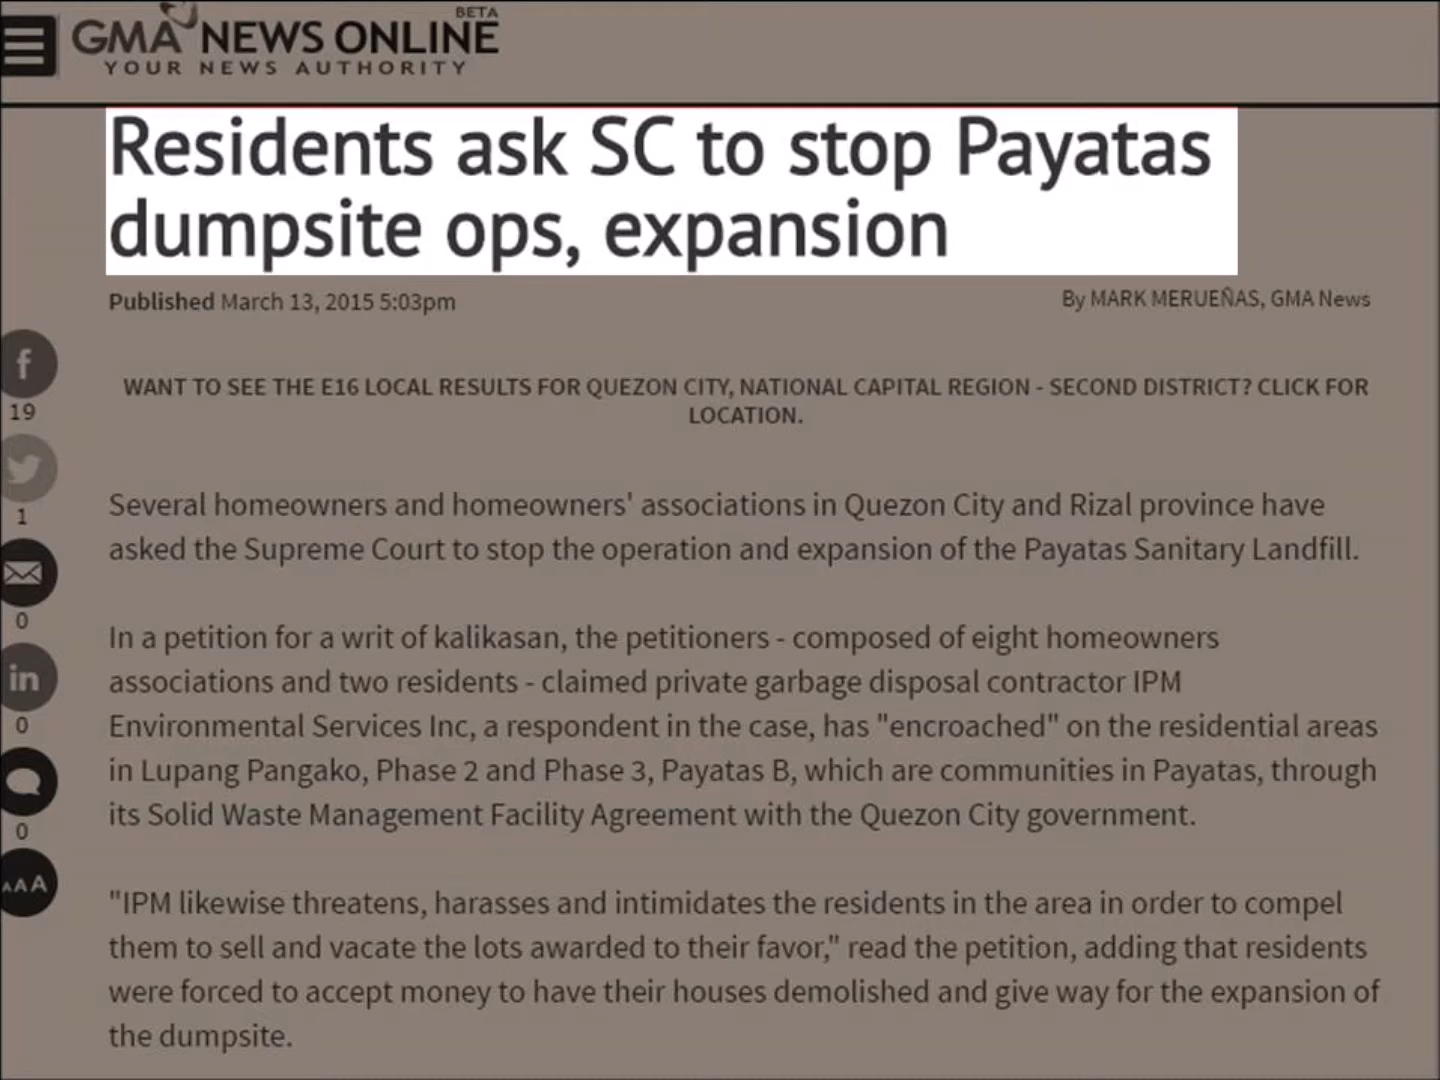 BETA
GMA NEWS ONLINE
YOUR NEWS AUTHORITY
Residents ask SC to stop Payatas
dumpsite ops, expansion
Published March 13, 2015 5:03pm
By MARK MERUEÑAS, GMA News
WANT TO SEE THE E16 LOCAL RESULTS FOR QUEZON CITY, NATIONAL CAPITAL REGION - SECOND DISTRICT? CLICK FOR
LOCATION.
f
19
1
0
in
0
0
AAA
Several homeowners and homeowners' associations in Quezon City and Rizal province have
asked the Supreme Court to stop the operation and expansion of the Payatas Sanitary Landfill.
In a petition for a writ of kalikasan, the petitioners - composed of eight homeowners
associations and two residents - claimed private garbage disposal contractor IPM
Environmental Services Inc, a respondent in the case, has "encroached" on the residential areas
in Lupang Pangako, Phase 2 and Phase 3, Payatas B, which are communities in Payatas, through
its Solid Waste Management Facility Agreement with the Quezon City government.
"IPM likewise threatens, harasses and intimidates the residents in the area in order to compel
them to sell and vacate the lots awarded to their favor," read the petition, adding that residents
were forced to accept money to have their houses demolished and give way for the expansion of
the dumpsite.